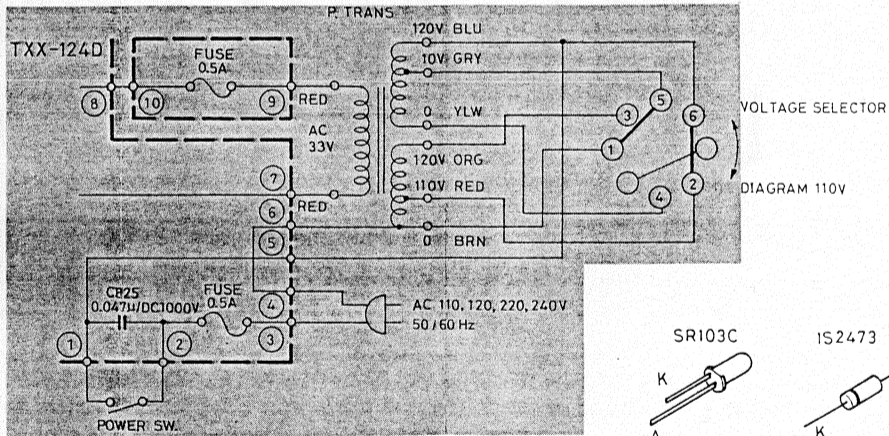 P. TRANS
TXX-124D
FUSE
0.5A
8
10
9
RED
AC
33V
120V BLU
10V GRY
0 YLW
120V ORG
110V RED
0 BRN
3
5
6
1
4
2
VOLTAGE SELECTOR
DIAGRAM 110V
7
RED
6
5
C825
0.047μ/DC1000V
FUSE
0.5A
4
3
AC 110, 120, 220, 240V
50/60 Hz
1
2
POWER SW.
SR103C
K
A
1S2473
K